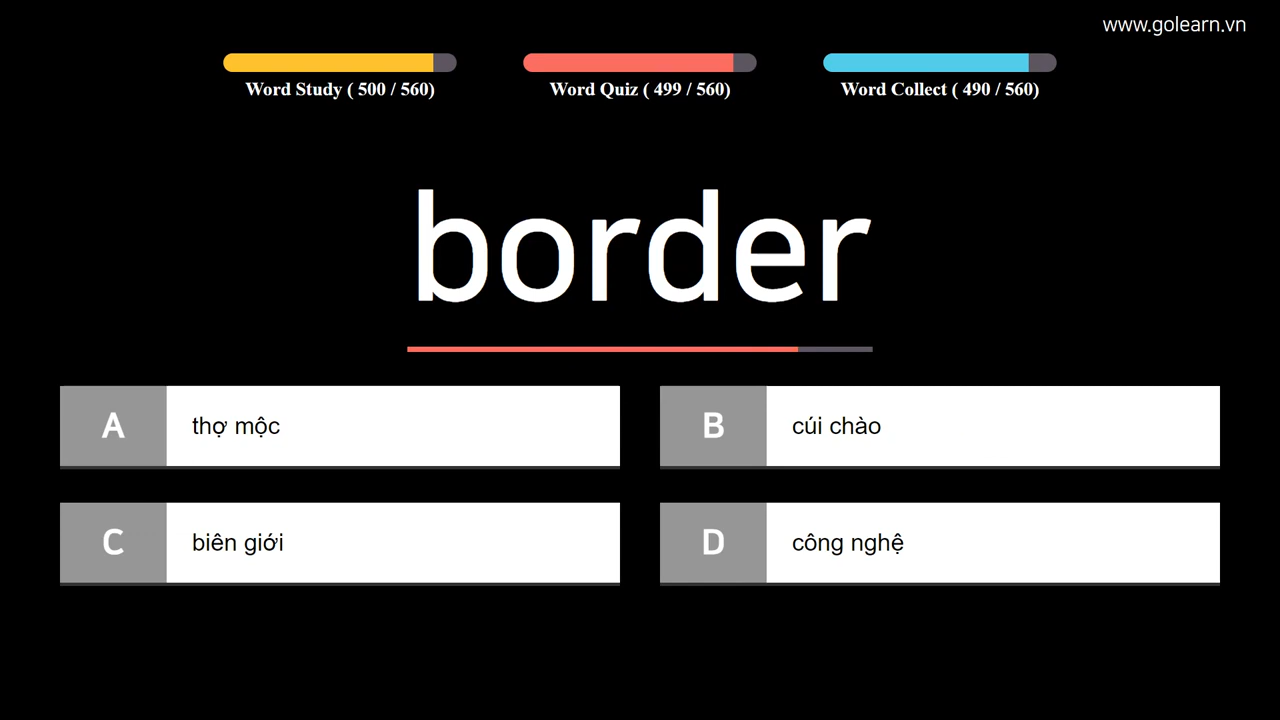 www.golearn.vn
Word Study ( 500 / 560)
Word Quiz ( 499 / 560)
Word Collect ( 490 / 560)
border
A thợ mộc
B cúi chào
C biên giới
D công nghệ